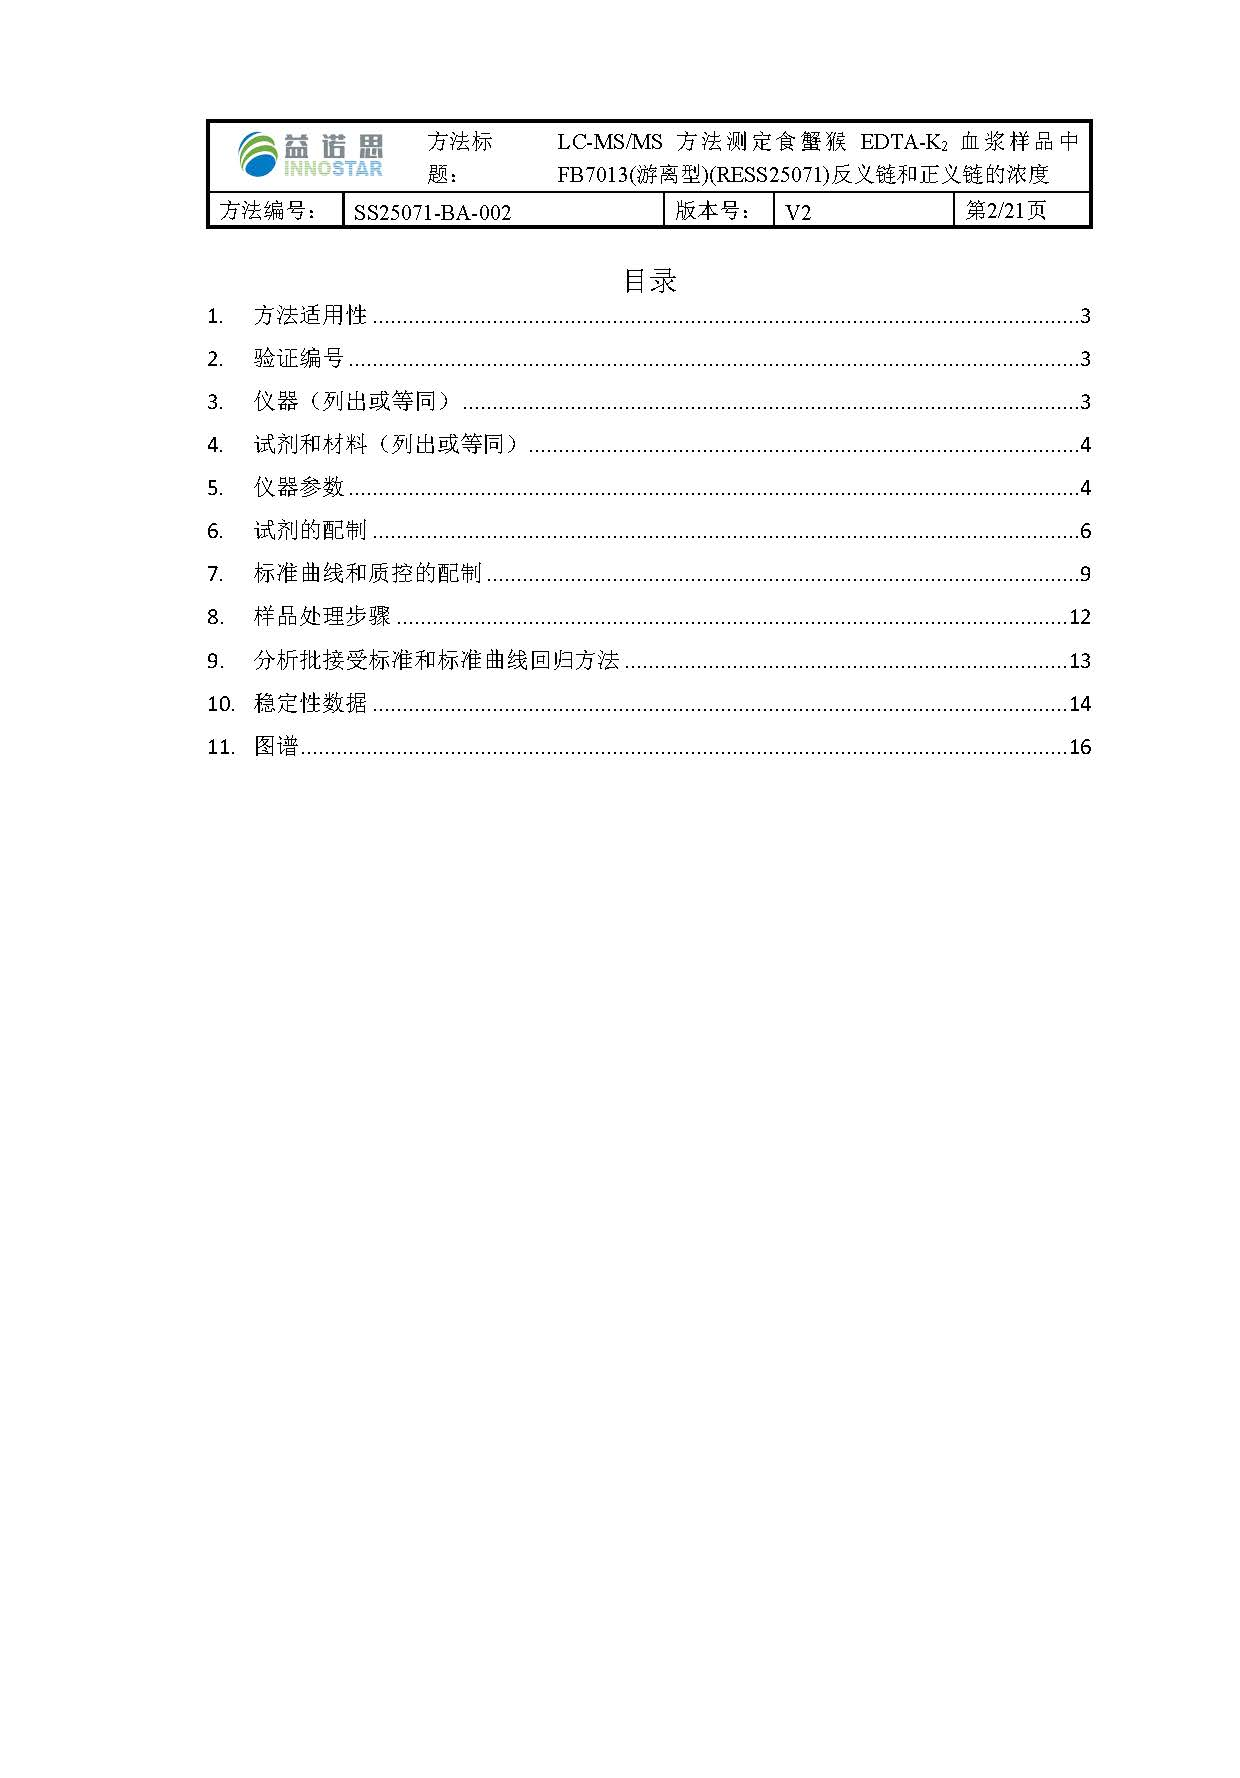 益诺思
INNOSTAR
方法标题：
LC-MS/MS 方法测定食蟹猴 EDTA-K₂ 血浆样品中
FB7013(游离型)(RESS25071)反义链和正义链的浓度
方法编号： SS25071-BA-002 版本号： V2 第2/21页
目录
1. 方法适用性 3
2. 验证编号 3
3. 仪器（列出或等同） 3
4. 试剂和材料（列出或等同） 4
5. 仪器参数 4
6. 试剂的配制 6
7. 标准曲线和质控的配制 9
8. 样品处理步骤 12
9. 分析批接受标准和标准曲线回归方法 13
10. 稳定性数据 14
11. 图谱 16